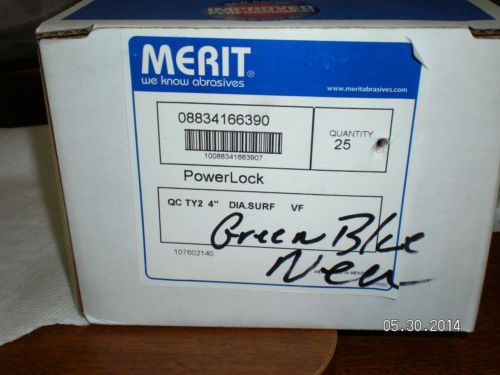 IMPROVED
MERIT®
we know abrasives
www.meritabrasives.com
08834166390
10088341663907
QUANTITY
25
PowerLock
QC TY2 4" DIA.SURF VF
Green Blue
New
107602140
05.30.2014